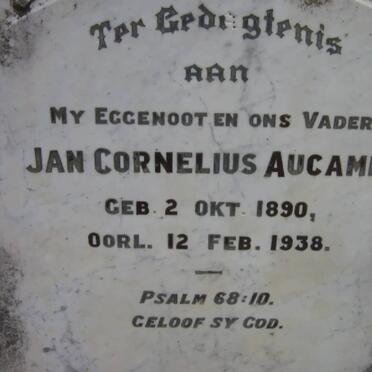 Ter Gedagtenis
AAN
MY EGGENOOT EN ONS VADER
JAN CORNELIUS AUCAMP
GEB. 2 OKT. 1890,
OORL. 12 FEB. 1938.
PSALM 68:10.
GELOOF SY GOD.